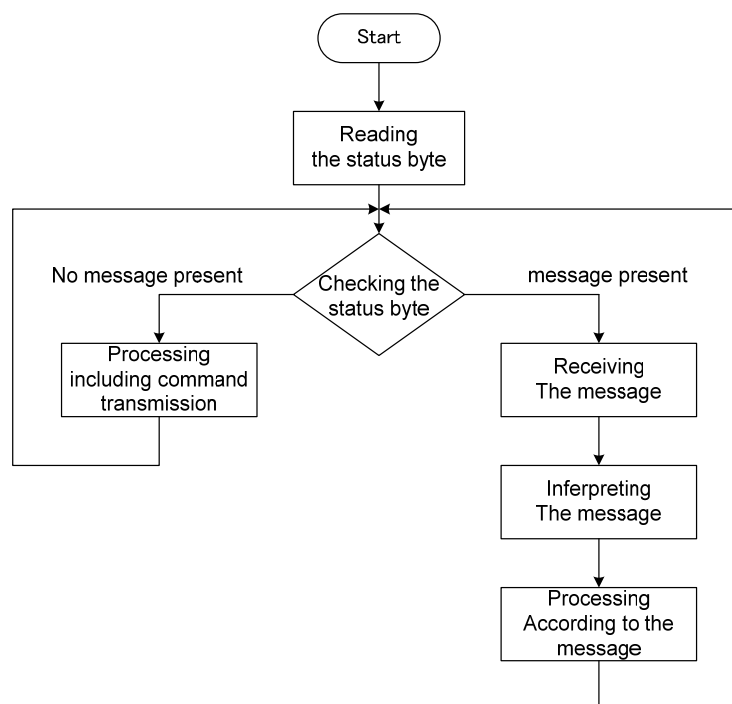 Start
Reading
the status byte
No message present
Checking the
status byte
message present
Processing
including command
transmission
Receiving
The message
Inferpreting
The message
Processing
According to the
message